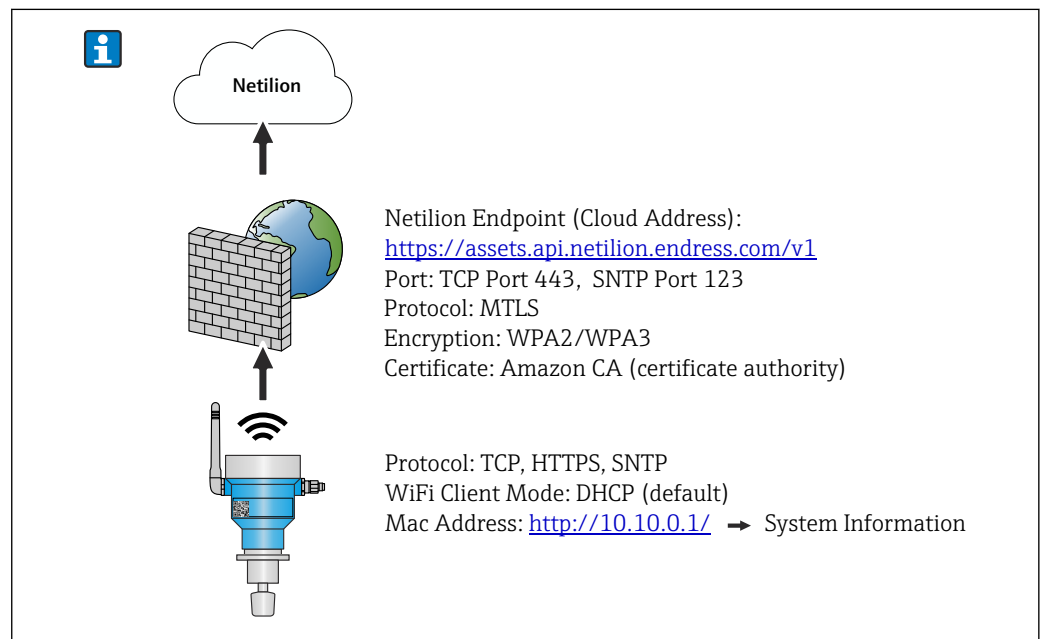 i
Netilion
Netilion Endpoint (Cloud Address):
https://assets.api.netilion.endress.com/v1
Port: TCP Port 443, SNTP Port 123
Protocol: MTLS
Encryption: WPA2/WPA3
Certificate: Amazon CA (certificate authority)
Protocol: TCP, HTTPS, SNTP
WiFi Client Mode: DHCP (default)
Mac Address: http://10.10.0.1/ → System Information